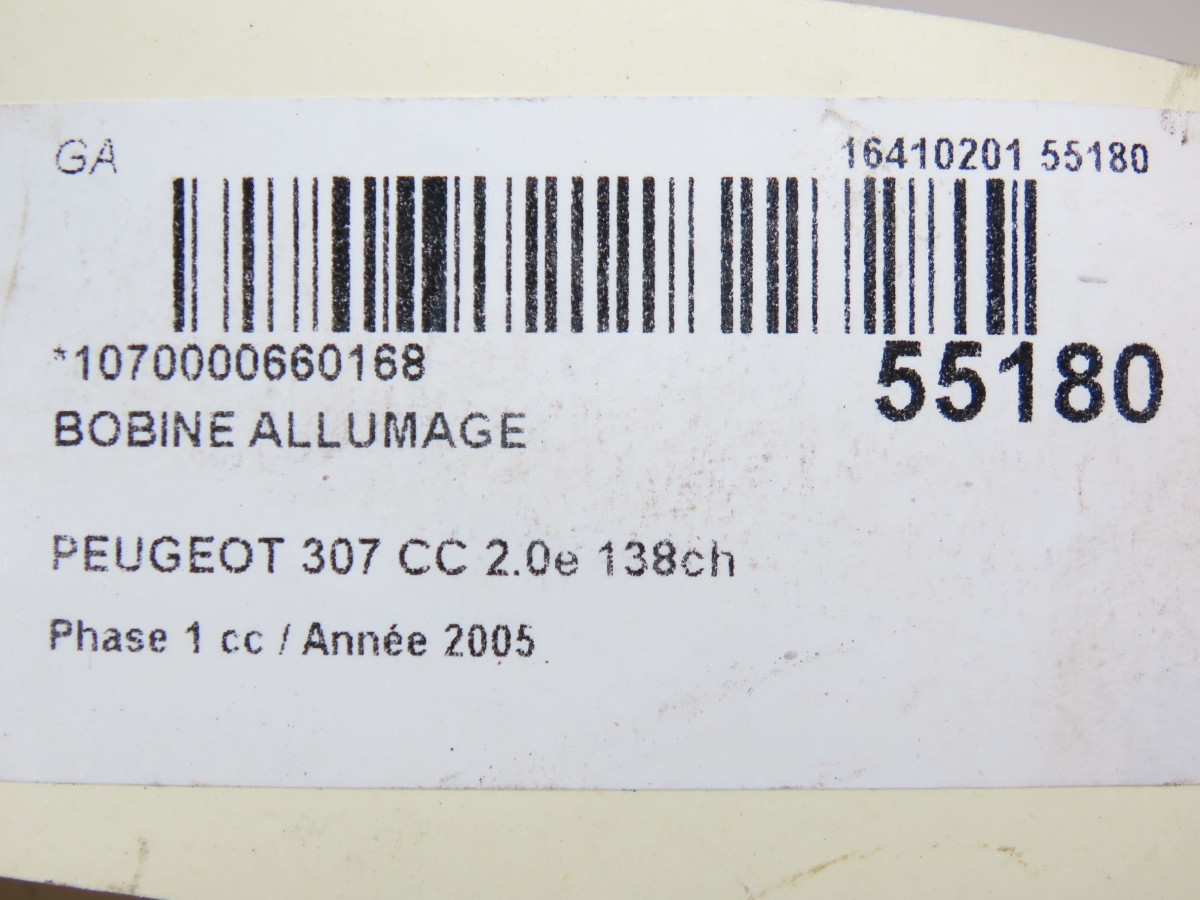 GA
16410201 55180
*1070000660168
55180
BOBINE ALLUMAGE
PEUGEOT 307 CC 2.0e 138ch
Phase 1 cc / Année 2005